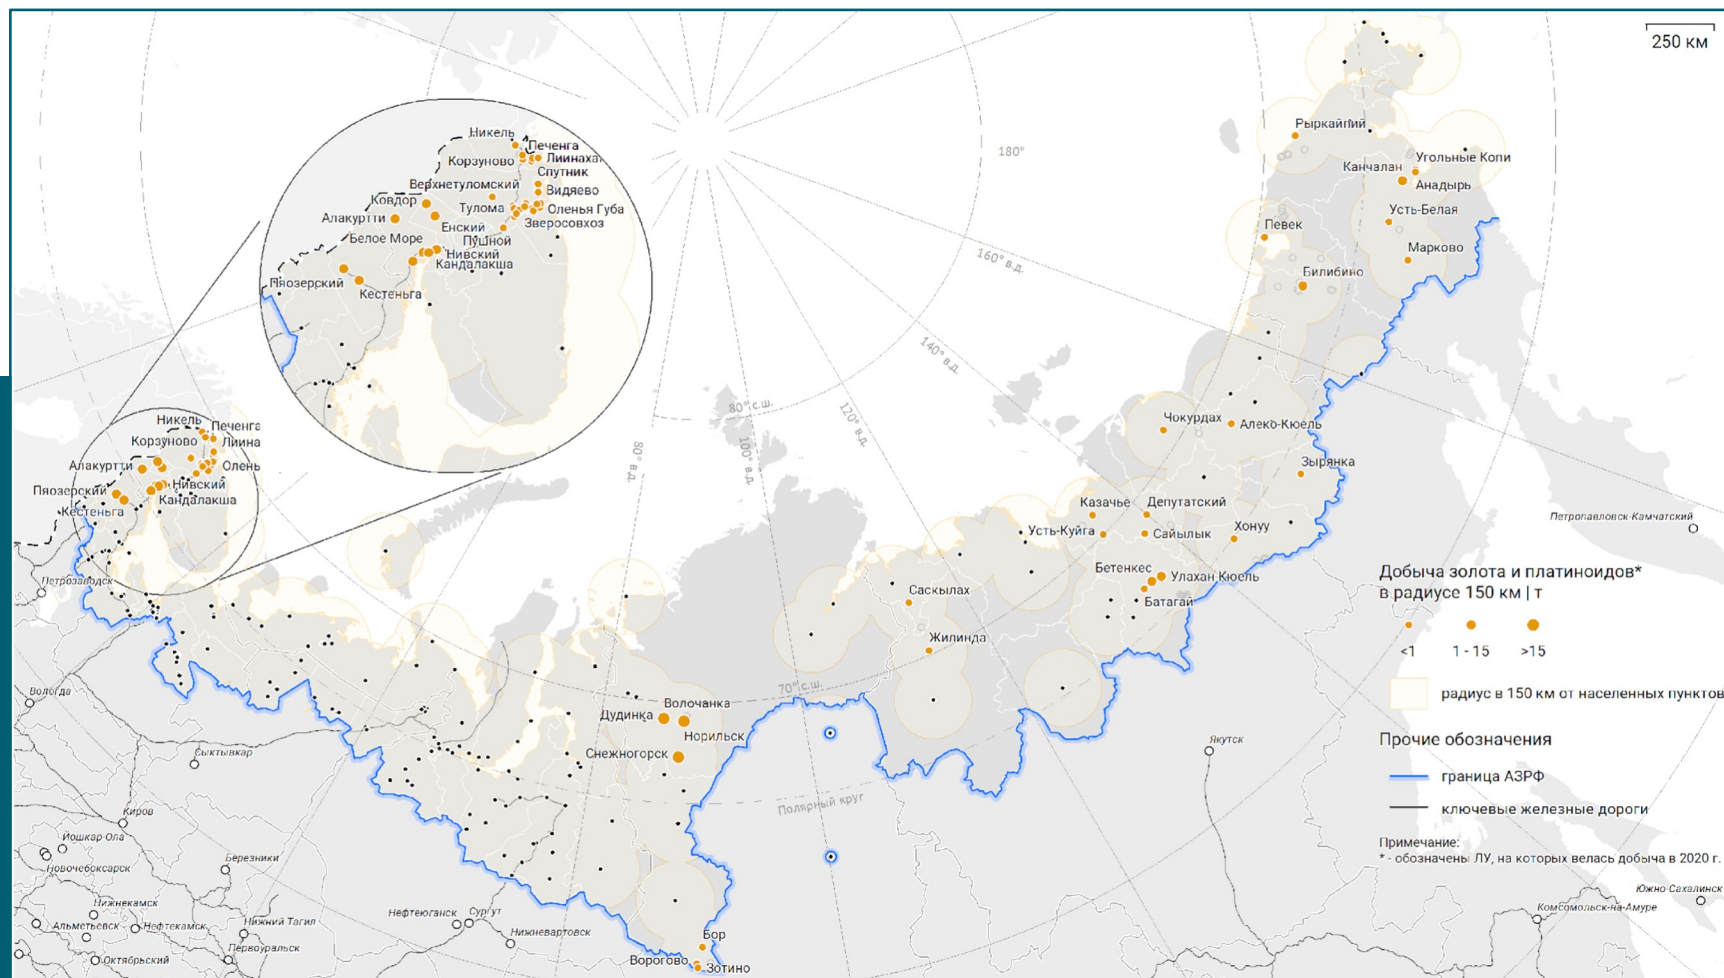 250 км
Рыркайпий
Угольные Копи
Канчалан
Анадырь
Усть-Белая
Певек
Марково
Билибино
180°
160° в.д.
140° в.д.
120° в.д.
100° в.д.
80° в.д.
80° с.ш.
70° с.ш.
Полярный круг
Никель
Печенга
Корзуново
Спутник
Верхнетуломский
Видяево
Ковдор
Тулома
Оленья Губа
Алакуртти
Зверосовхоз
Енский
Белое Море
Пушной
Нивский
Кандалакша
Пяозерский
Кестеньга
Никель
Печенга
Корзуново
Лиина
Алакуртти
Олень
Нивский
Пяозерский
Кандалакша
Кестеньга
Чокурдах
Алеко-Кюель
Зырянка
Казачье
Депутатский
Усть-Куйга
Сайылык
Хонуу
Бетенкес
Улахан-Кюель
Батагай
Саскылах
Жилинда
Волочанка
Дудинка
Норильск
Снежногорск
Бор
Ворогово
Зотино
Петрозаводск
Вологда
Сыктывкар
Киров
Йошкар-Ола
Новочебоксарск
Березники
Нижнекамск
Альметьевск
Нефтекамск
Нижний Тагил
Первоуральск
Октябрьский
Нефтеюганск
Сургут
Нижневартовск
Якутск
Петропавловск-Камчатский
Комсомольск-на-Амуре
Южно-Сахалинск
Добыча золота и платиноидов*
в радиусе 150 км | т
<1
1 - 15
>15
радиус в 150 км от населенных пунктов
Прочие обозначения
граница АЗРФ
ключевые железные дороги
Примечание:
* - обозначены ЛУ, на которых велась добыча в 2020 г.